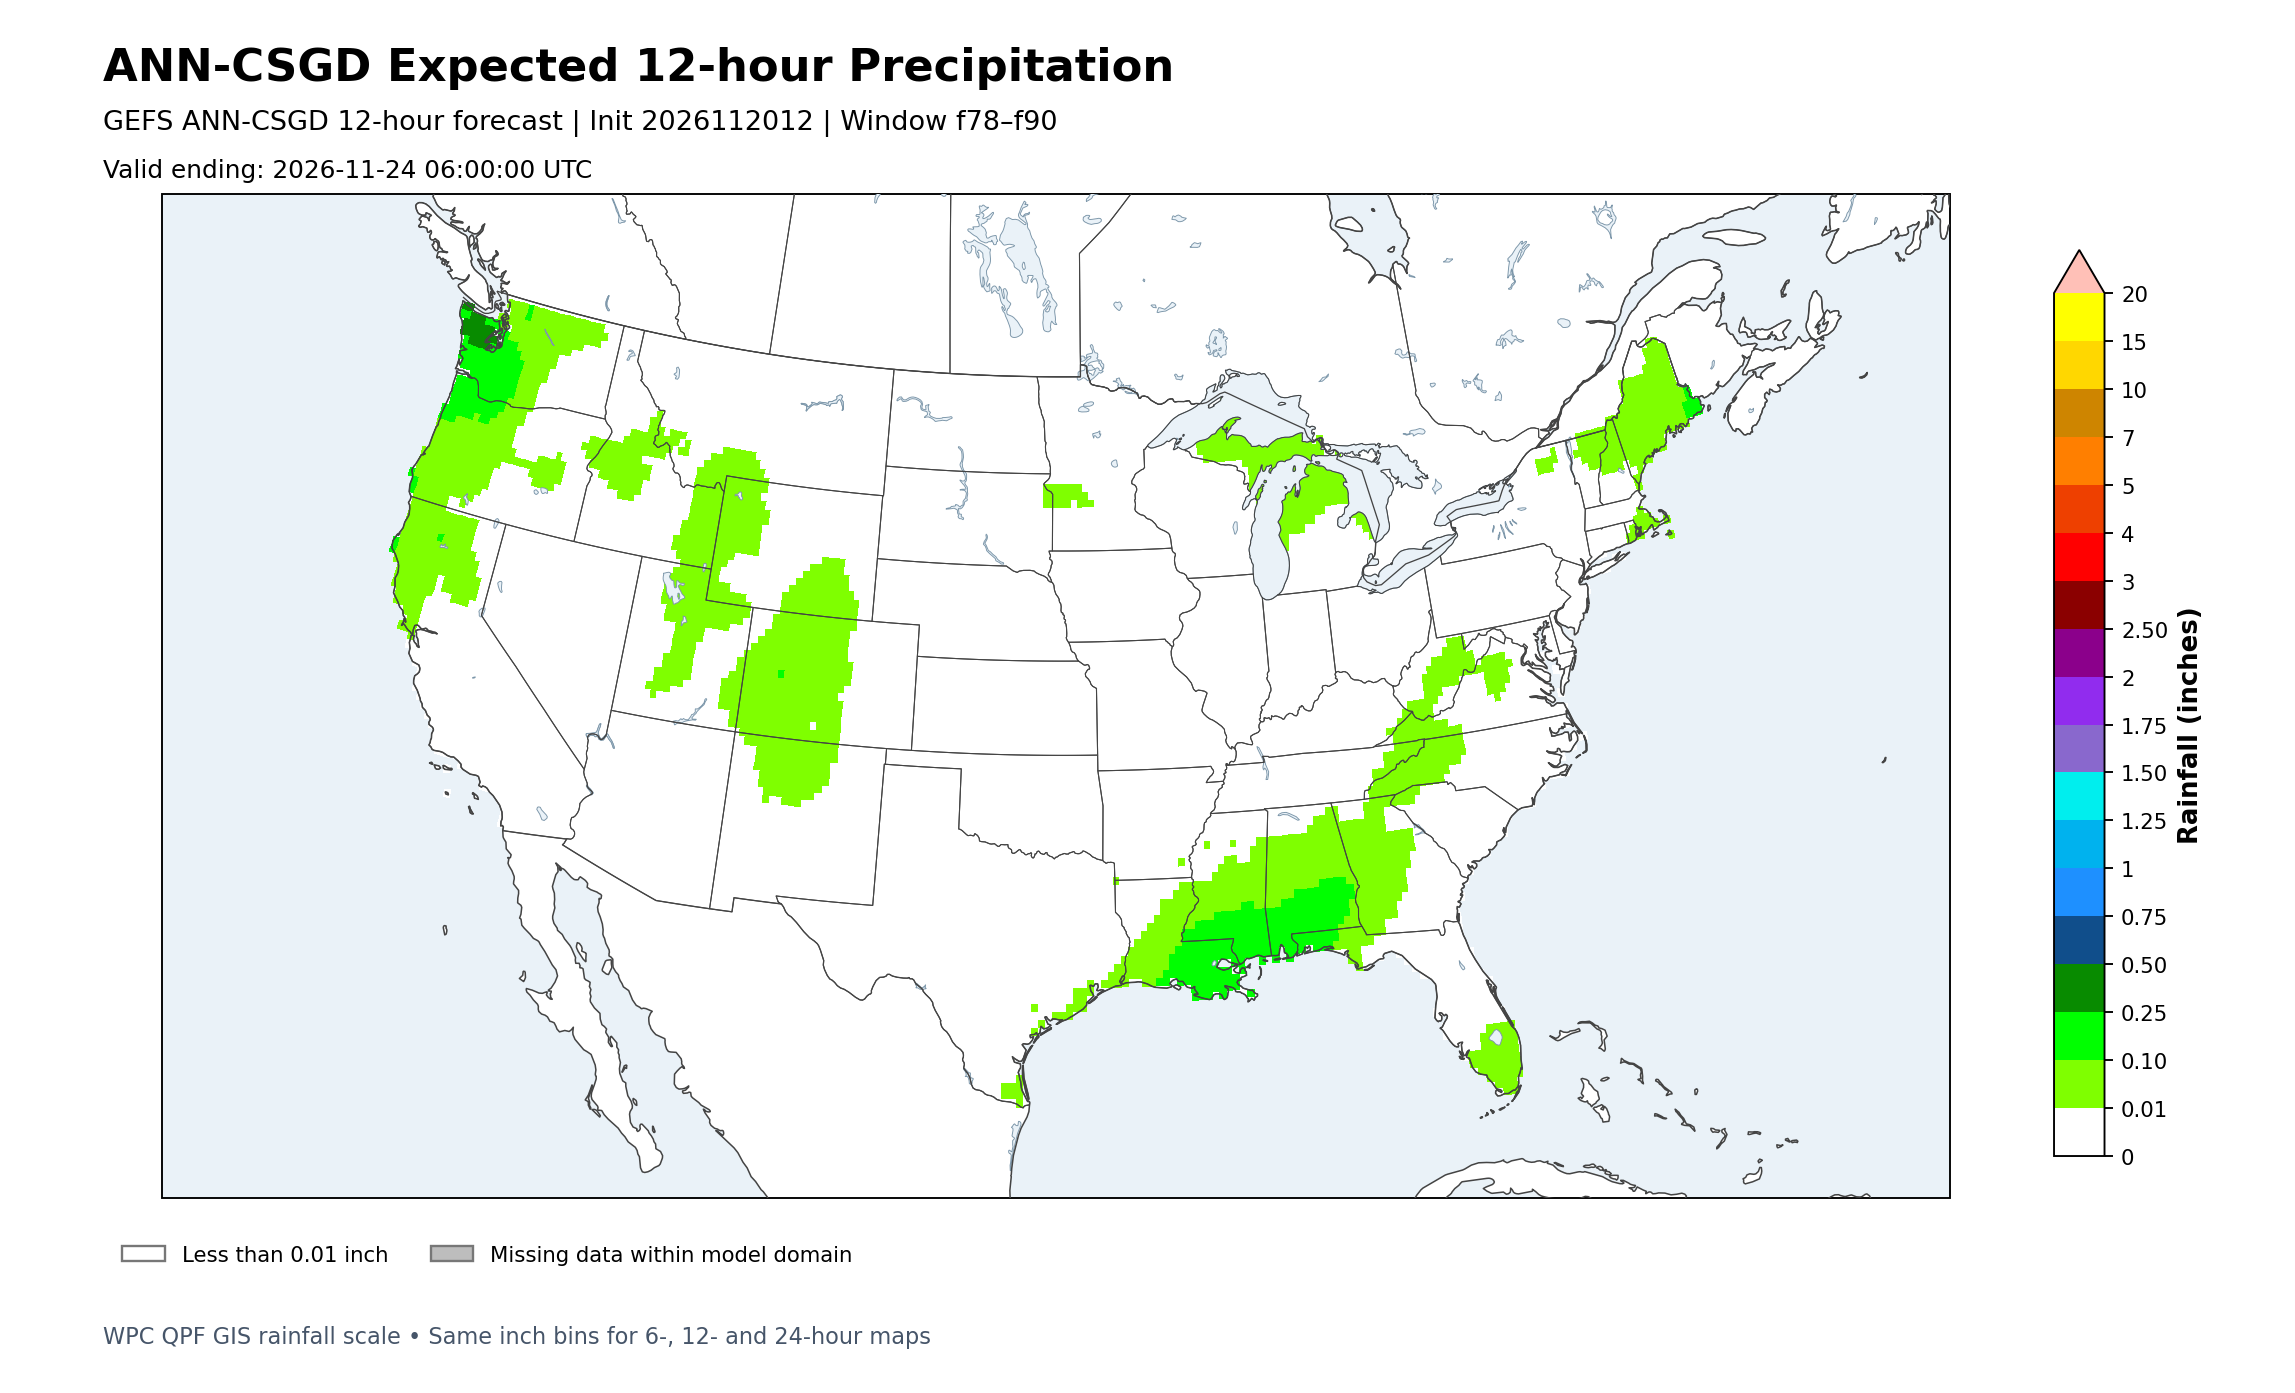 ANN-CSGD Expected 12-hour Precipitation
GEFS ANN-CSGD 12-hour forecast | Init 2026112012 | Window f78–f90
Valid ending: 2026-11-24 06:00:00 UTC
20
15
10
7
5
4
3
2.50
2
1.75
1.50
1.25
1
0.75
0.50
0.25
0.10
0.01
0
Rainfall (inches)
Less than 0.01 inch
Missing data within model domain
WPC QPF GIS rainfall scale • Same inch bins for 6-, 12- and 24-hour maps